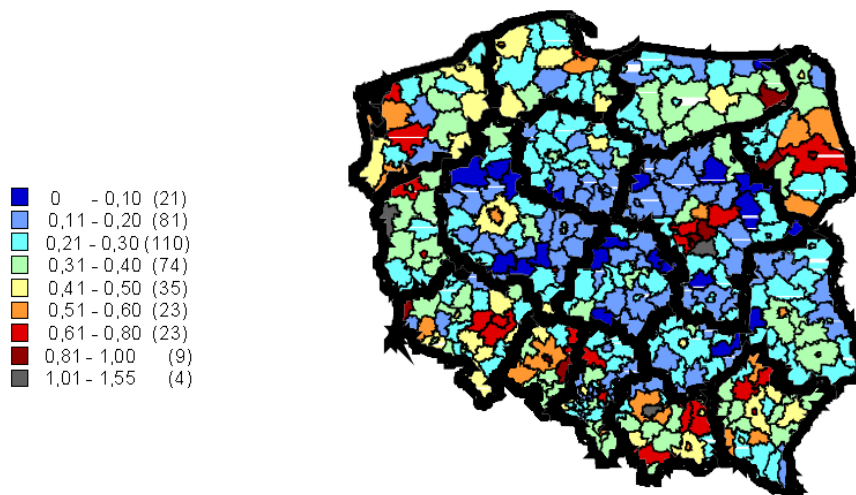 0 - 0,10 (21)
0,11 - 0,20 (81)
0,21 - 0,30 (110)
0,31 - 0,40 (74)
0,41 - 0,50 (35)
0,51 - 0,60 (23)
0,61 - 0,80 (23)
0,81 - 1,00 (9)
1,01 - 1,55 (4)